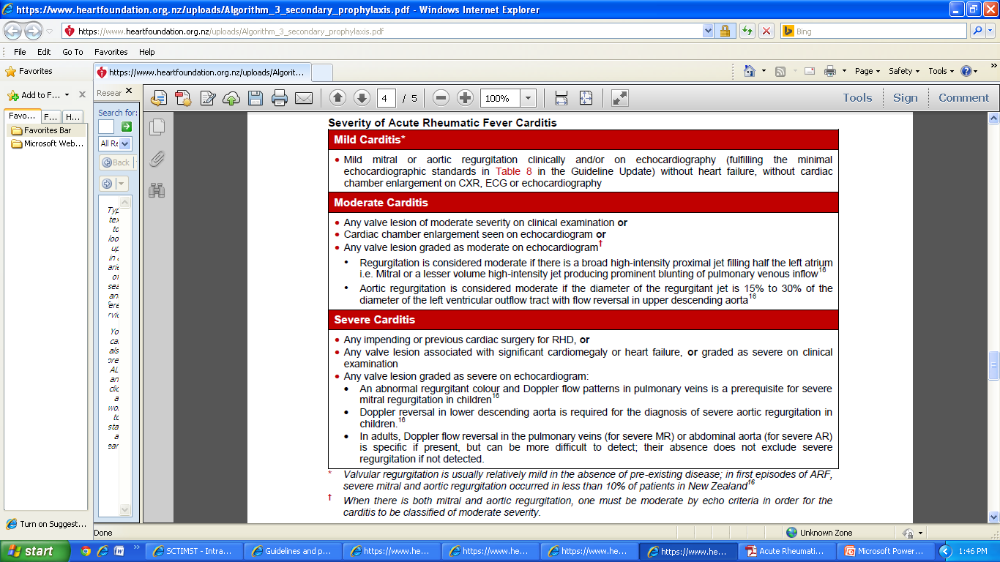 https://www.heartfoundation.org.nz/uploads/Algorithm_3_secondary_prophylaxis.pdf - Windows Internet Explorer
https://www.heartfoundation.org.nz/uploads/Algorithm_3_secondary_prophylaxis.pdf
Bing
File Edit Go To Favorites Help
Favorites
https://www.heartfoundation.org.nz/uploads/Algorit...
Page Safety Tools
Add to F...
Resear
4 / 5
100%
Tools Sign Comment
Favo... F... H...
Search for:
Favorites Bar
Microsoft Web...
All Re
Back
Typ
tex
to
loo
up
in a
arie
of
sea
and
fere
rvic
Yo
ca
als
pre
AL
an
clic
a
wo
to
sta
a
ear
Severity of Acute Rheumatic Fever Carditis
Mild Carditis*
• Mild mitral or aortic regurgitation clinically and/or on echocardiography (fulfilling the minimal
echocardiographic standards in Table 8 in the Guideline Update) without heart failure, without cardiac
chamber enlargement on CXR, ECG or echocardiography
Moderate Carditis
• Any valve lesion of moderate severity on clinical examination or
• Cardiac chamber enlargement seen on echocardiogram or
• Any valve lesion graded as moderate on echocardiogram†
• Regurgitation is considered moderate if there is a broad high-intensity proximal jet filling half the left atrium
i.e. Mitral or a lesser volume high-intensity jet producing prominent blunting of pulmonary venous inflow16
• Aortic regurgitation is considered moderate if the diameter of the regurgitant jet is 15% to 30% of the
diameter of the left ventricular outflow tract with flow reversal in upper descending aorta16
Severe Carditis
• Any impending or previous cardiac surgery for RHD, or
• Any valve lesion associated with significant cardiomegaly or heart failure, or graded as severe on clinical
examination
• Any valve lesion graded as severe on echocardiogram:
• An abnormal regurgitant colour and Doppler flow patterns in pulmonary veins is a prerequisite for severe
mitral regurgitation in children16
• Doppler reversal in lower descending aorta is required for the diagnosis of severe aortic regurgitation in
children.16
• In adults, Doppler flow reversal in the pulmonary veins (for severe MR) or abdominal aorta (for severe AR)
is specific if present, but can be more difficult to detect; their absence does not exclude severe
regurgitation if not detected.
* Valvular regurgitation is usually relatively mild in the absence of pre-existing disease; in first episodes of ARF,
severe mitral and aortic regurgitation occurred in less than 10% of patients in New Zealand16
† When there is both mitral and aortic regurgitation, one must be moderate by echo criteria in order for the
carditis to be classified of moderate severity.
Turn on Suggest...
Done
Unknown Zone
start
SCTIMST - Intra...
Guidelines and p...
https://www.he...
https://www.he...
https://www.he...
https://www.he...
Acute Rheumati...
Microsoft Power...
1:46 PM